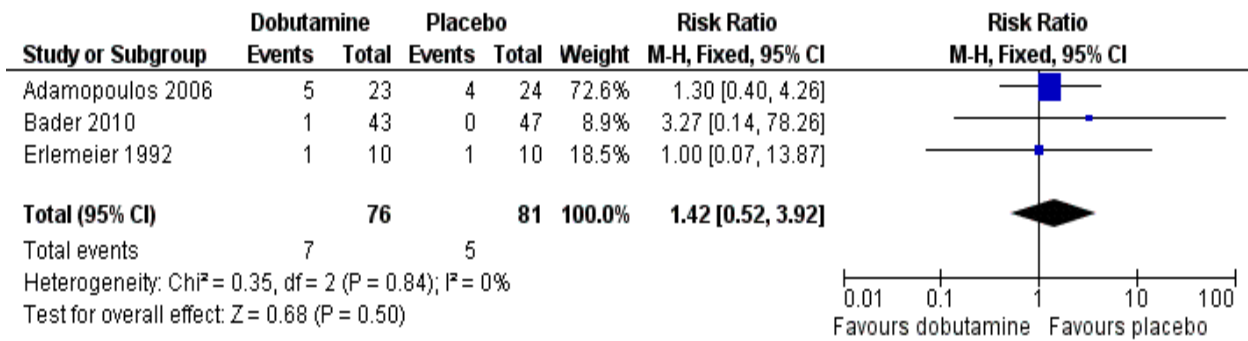 Dobutamine Placebo Risk Ratio Risk Ratio
Study or Subgroup Events Total Events Total Weight M-H, Fixed, 95% CI M-H, Fixed, 95% CI
Adamopoulos 2006 5 23 4 24 72.6% 1.30 [0.40, 4.26]
Bader 2010 1 43 0 47 8.9% 3.27 [0.14, 78.26]
Erlemeier 1992 1 10 1 10 18.5% 1.00 [0.07, 13.87]
Total (95% CI) 76 81 100.0% 1.42 [0.52, 3.92]
Total events 7 5
Heterogeneity: Chi² = 0.35, df = 2 (P = 0.84); I² = 0%
Test for overall effect: Z = 0.68 (P = 0.50)
0.01 0.1 1 10 100
Favours dobutamine Favours placebo